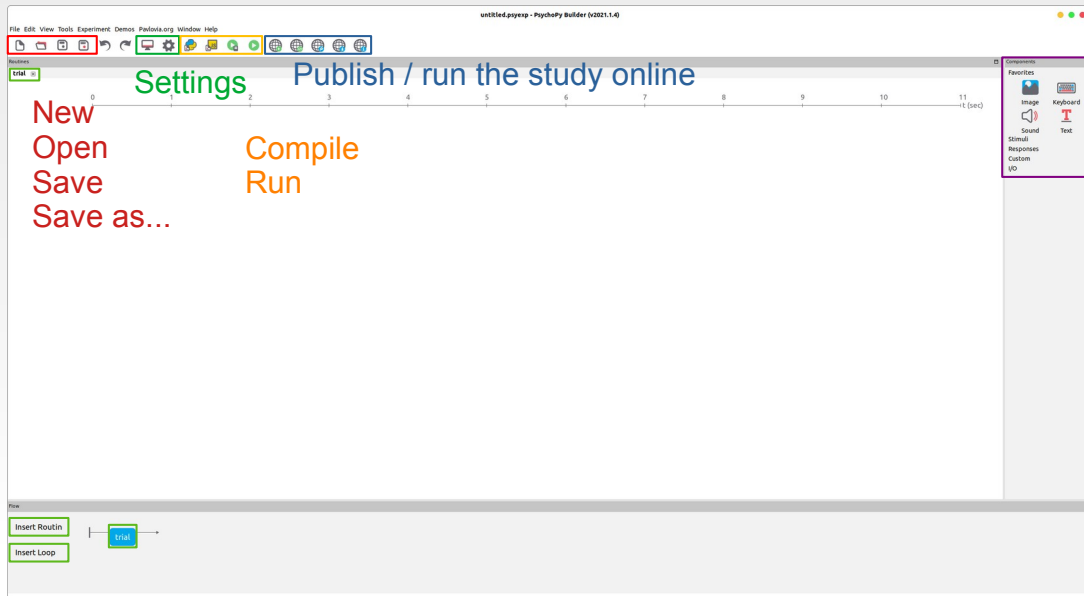 untitled.psyexp - PsychoPy Builder (v2021.1.4)
File Edit View Tools Experiment Demos Pavlovia.org Window Help
Routines
Components
trial
Favorites
Settings
Publish / run the study online
0 1 2 3 4 5 6 7 8 9 10 11
t (sec)
Image Keyboard
Sound Text
Stimuli
Responses
Custom
I/O
New
Open
Save
Save as...
Compile
Run
Flow
Insert Routin
trial
Insert Loop